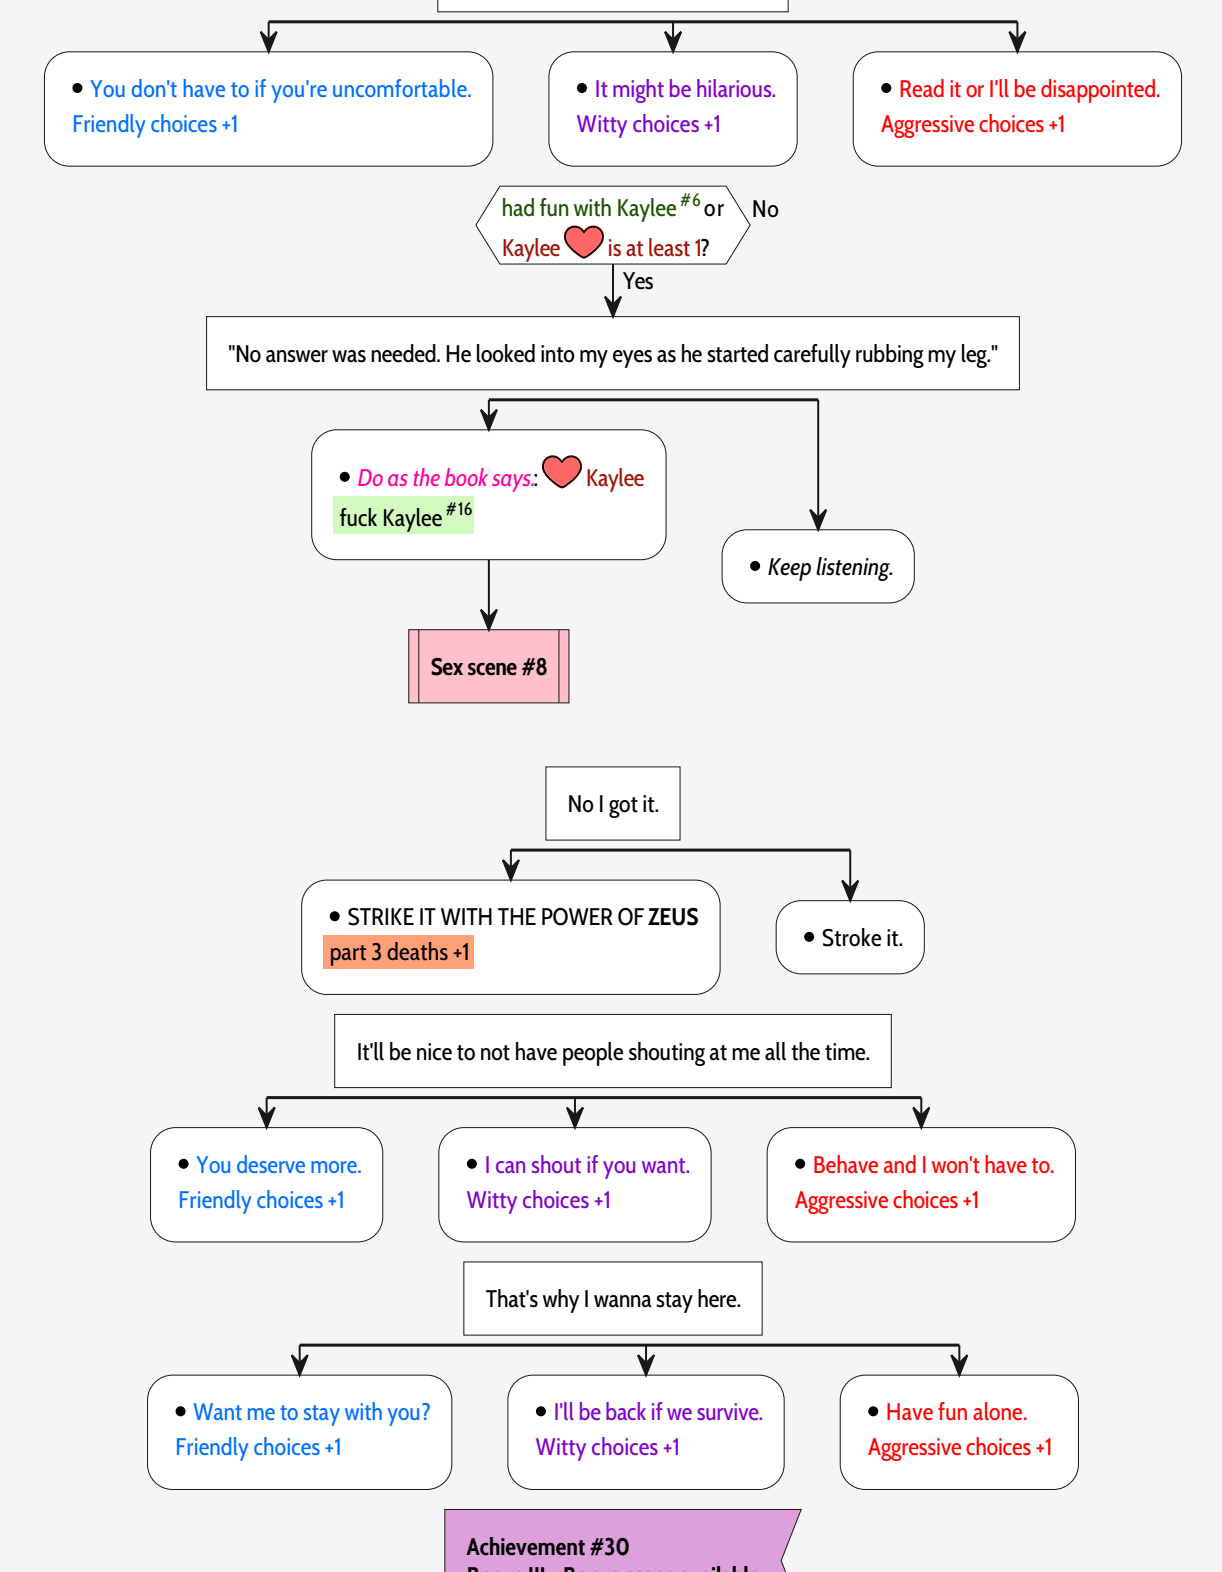 You don't have to if you're uncomfortable.
Friendly choices +1
It might be hilarious.
Witty choices +1
Read it or I'll be disappointed.
Aggressive choices +1
had fun with Kaylee #6 or
Kaylee is at least 1?
No
Yes
"No answer was needed. He looked into my eyes as he started carefully rubbing my leg."
Do as the book says.: Kaylee
fuck Kaylee #16
Keep listening.
Sex scene #8
No I got it.
STRIKE IT WITH THE POWER OF ZEUS
part 3 deaths +1
Stroke it.
It'll be nice to not have people shouting at me all the time.
You deserve more.
Friendly choices +1
I can shout if you want.
Witty choices +1
Behave and I won't have to.
Aggressive choices +1
That's why I wanna stay here.
Want me to stay with you?
Friendly choices +1
I'll be back if we survive.
Witty choices +1
Have fun alone.
Aggressive choices +1
Achievement #30